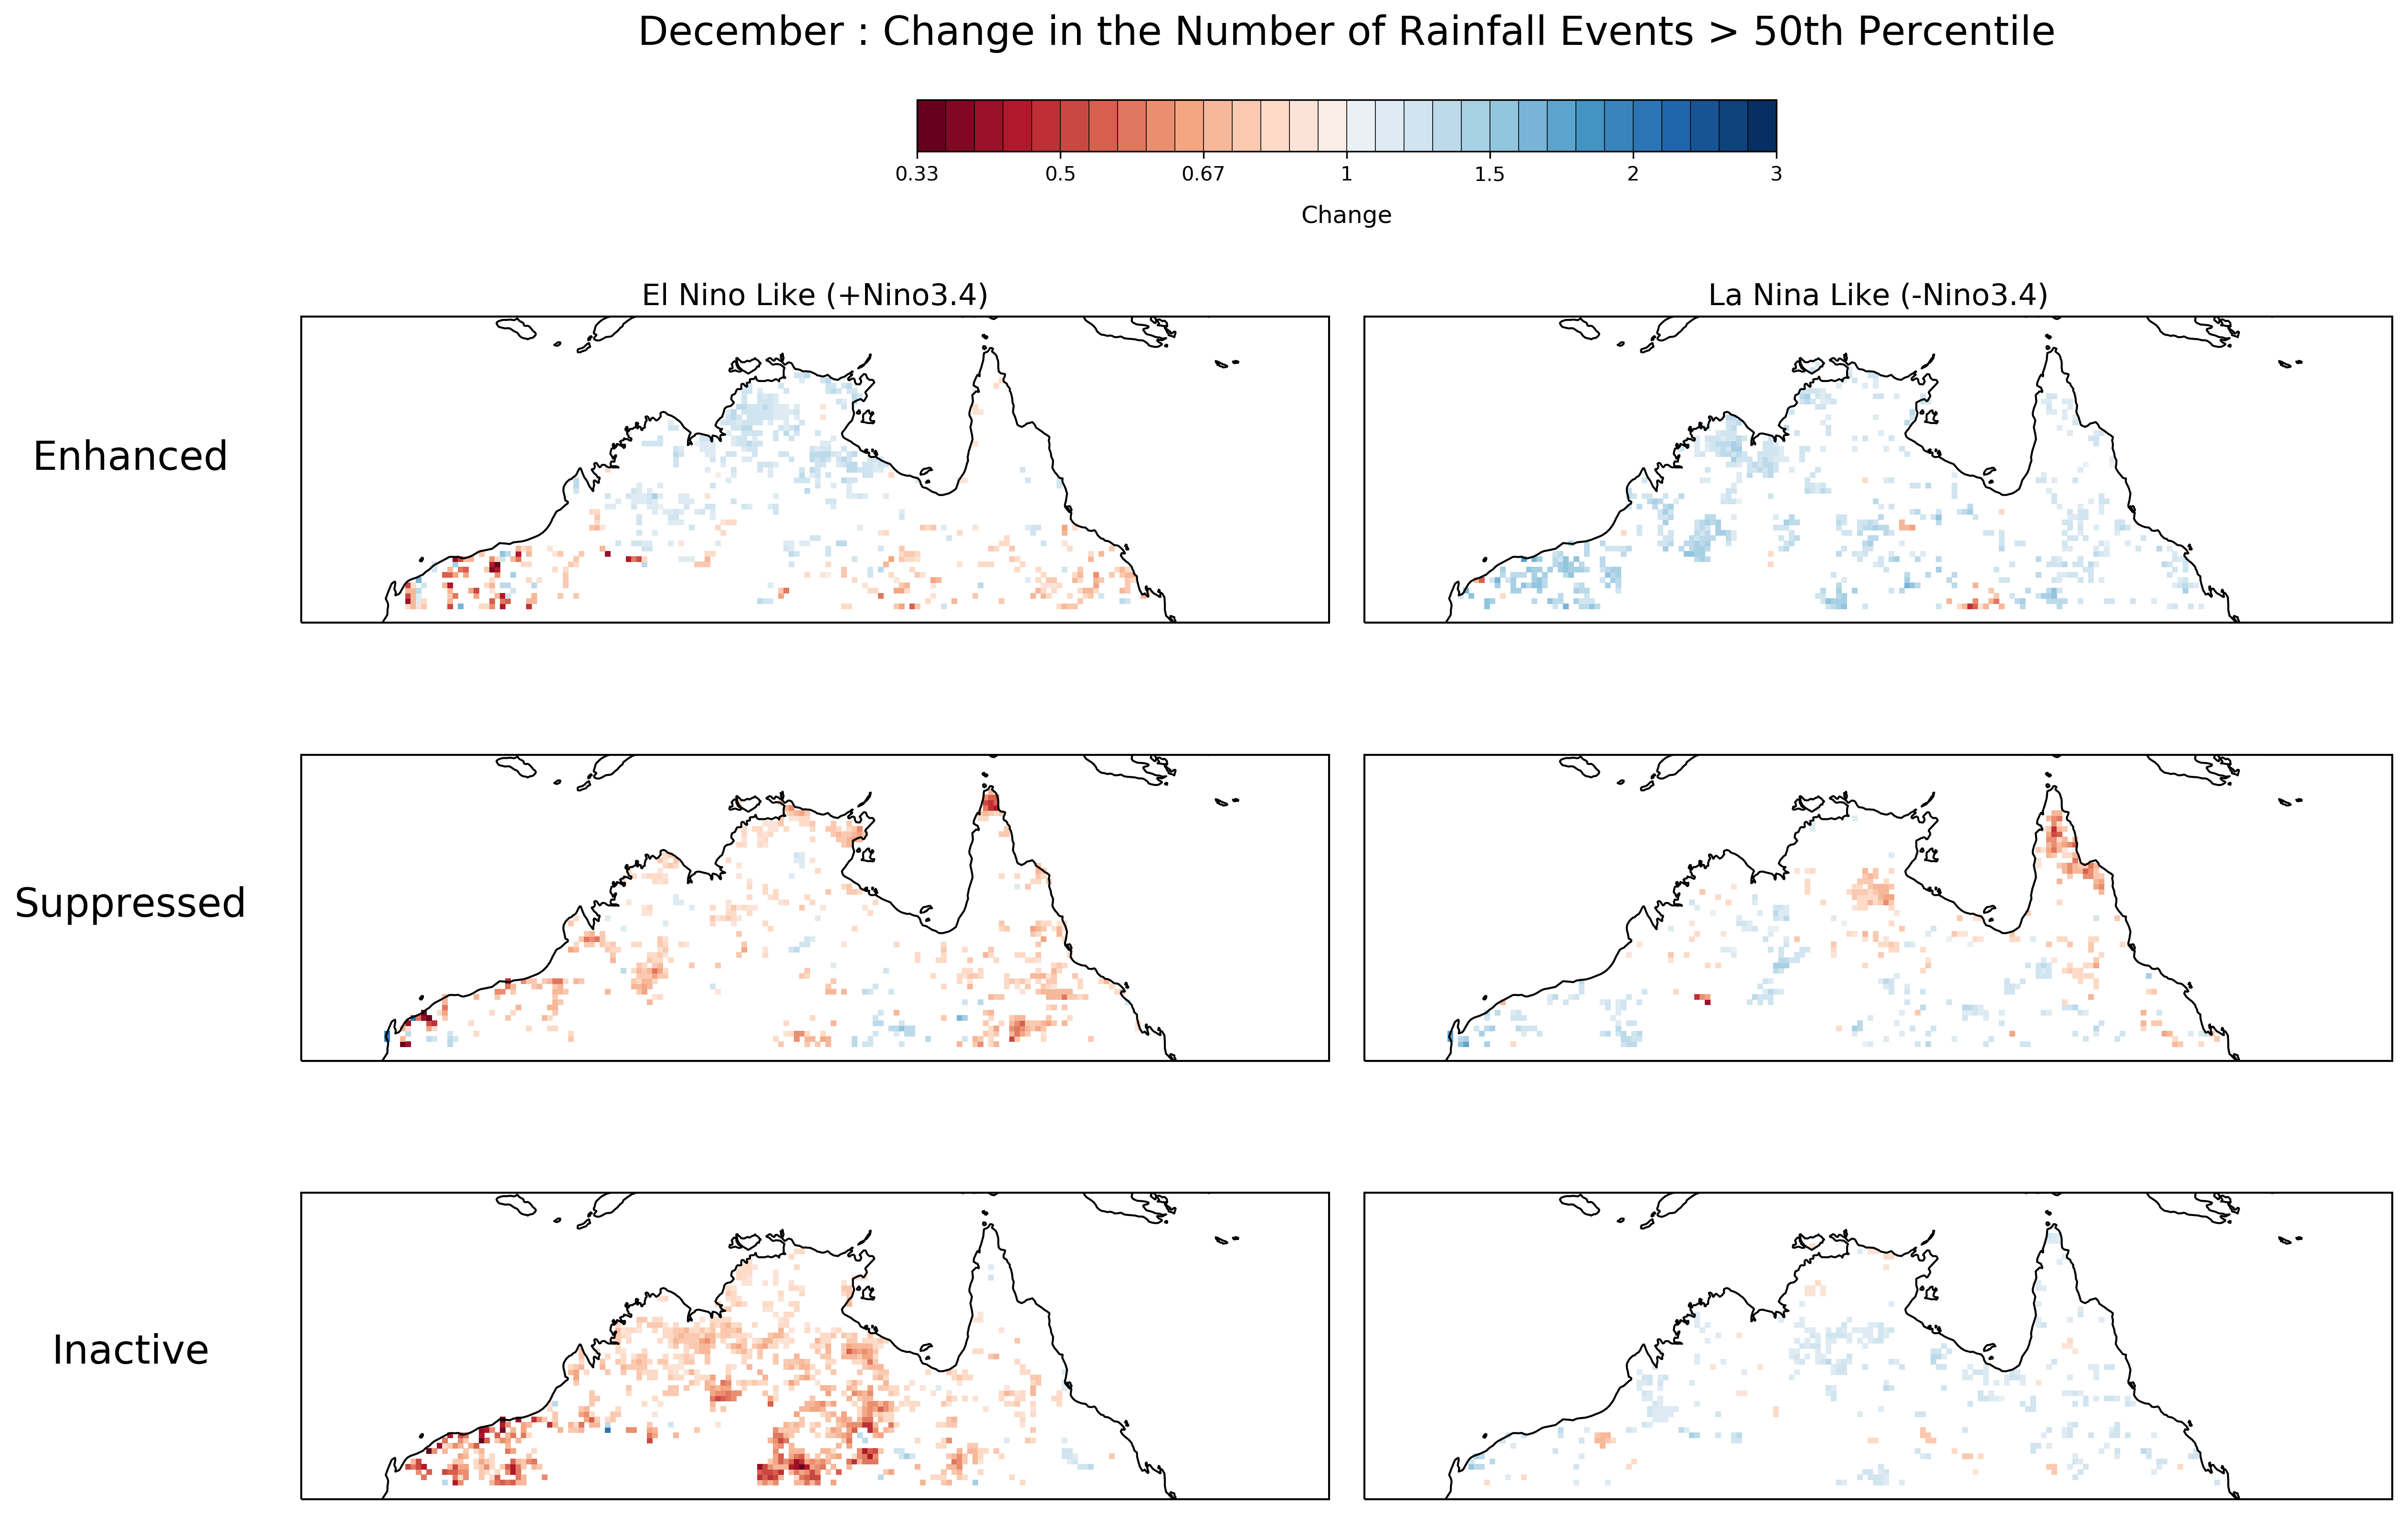 December : Change in the Number of Rainfall Events > 50th Percentile
0.33 0.5 0.67 1 1.5 2 3
Change
El Nino Like (+Nino3.4) La Nina Like (-Nino3.4)
Enhanced
Suppressed
Inactive